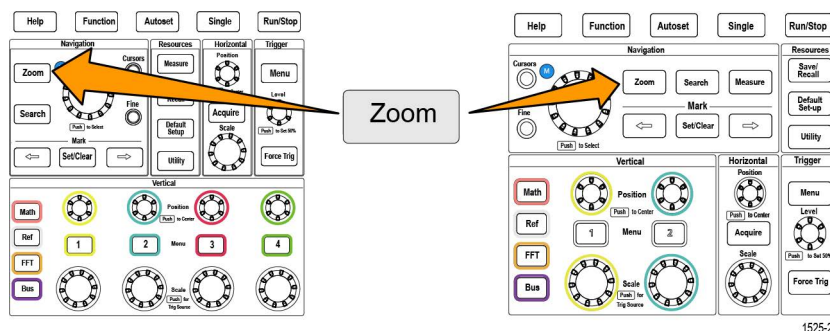 Help Function Autoset Single Run/Stop
Navigation Resources Horizontal Trigger
Cursors
Position
Zoom
Measure
Menu
Fine
Level
Search
Acquire
Default
Setup
Scale
Push to Select
Push to Set 50%
Mark
Set/Clear
Utility
Force Trig
Vertical
Math
Position
Push to Center
Ref
1 2 Menu 3 4
FFT
Bus
Scale
Push for
Trig Source
Zoom
Help Function Autoset Single Run/Stop
Navigation Resources
Cursors
M
Save/
Recall
Zoom Search Measure
Mark
Default
Set-up
Fine
Set/Clear
Utility
Push to Select
Vertical Horizontal Trigger
Position
Math
Position
Menu
Push to Center
Push to Center
Level
Ref
1 Menu 2
Acquire
FFT
Scale
Push to Set 50%
Bus
Scale
Push for
Trig Source
Force Trig